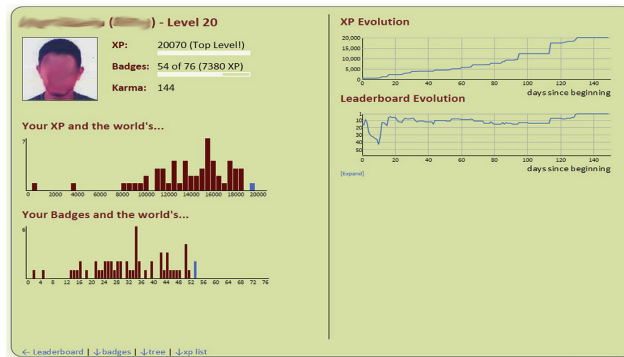 ( ) - Level 20
XP: 20070 (Top Level!)
Badges: 54 of 76 (7380 XP)
Karma: 144
Your XP and the world's...
7
0 2000 4000 6000 8000 10000 12000 14000 16000 18000 20000
Your Badges and the world's...
6
0 4 8 12 16 20 24 28 32 36 40 44 48 52 56 60 64 68 72 76
← Leaderboard | ↓badges | ↓tree | ↓xp list
XP Evolution
20,000
15,000
10,000
5,000
0
0 20 40 60 80 100 120 140
days since beginning
Leaderboard Evolution
1
10
20
30
40
50
0 20 40 60 80 100 120 140
days since beginning
[Expand]